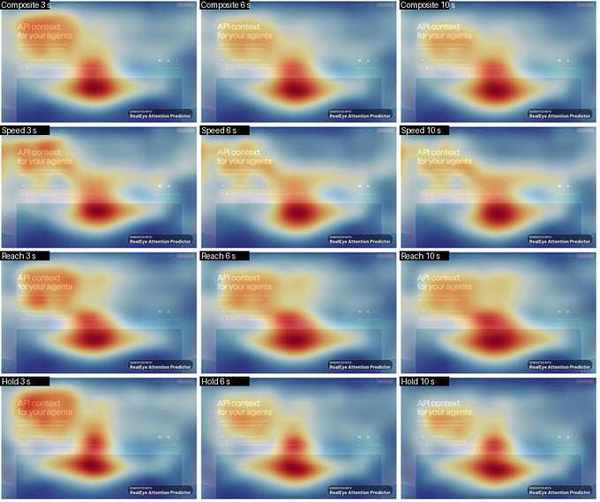 Composite 3 s
API context
for your agents
RealEye Attention Predictor
Composite 6 s
API context
for your agents
RealEye Attention Predictor
Composite 10 s
API context
for your agents
RealEye Attention Predictor
Speed 3 s
API context
for your agents
RealEye Attention Predictor
Speed 6 s
API context
for your agents
RealEye Attention Predictor
Speed 10 s
API context
for your agents
RealEye Attention Predictor
Reach 3 s
API context
for your agents
RealEye Attention Predictor
Reach 6 s
API context
for your agents
RealEye Attention Predictor
Reach 10 s
API context
for your agents
RealEye Attention Predictor
Hold 3 s
API context
for your agents
RealEye Attention Predictor
Hold 6 s
API context
for your agents
RealEye Attention Predictor
Hold 10 s
API context
for your agents
RealEye Attention Predictor